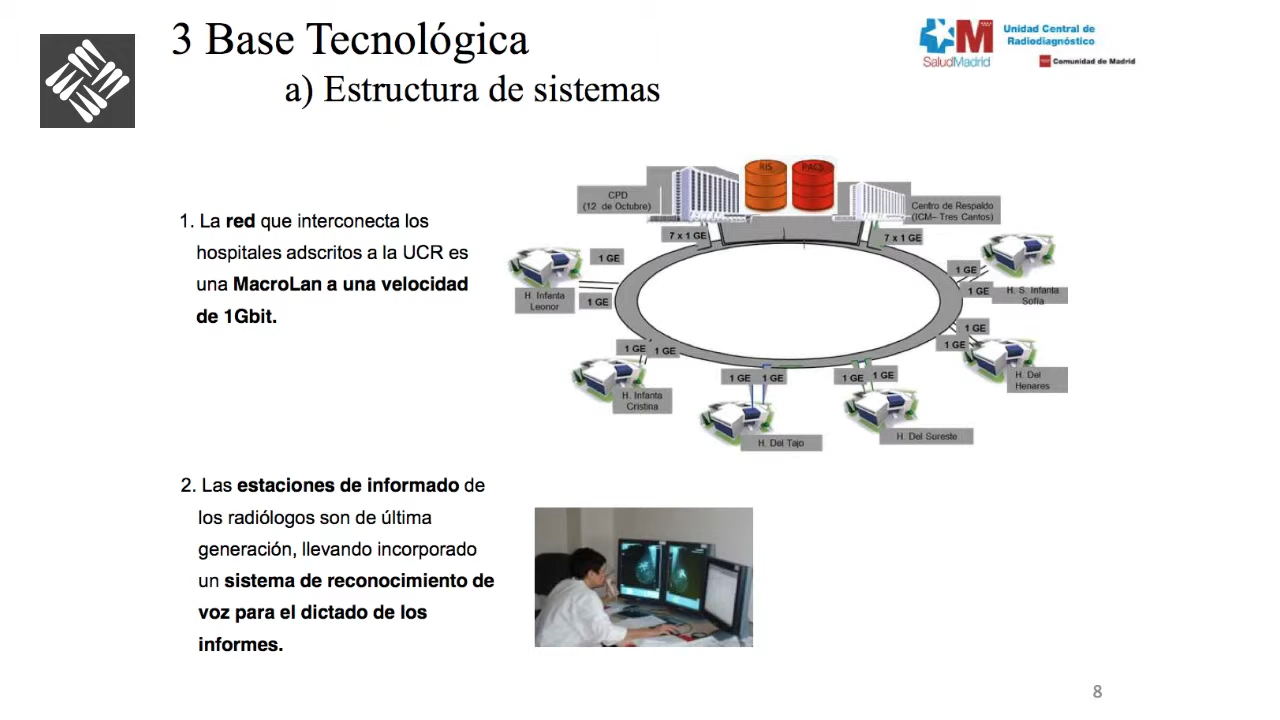 3 Base Tecnológica
a) Estructura de sistemas
SaludMadrid
Unidad Central de
Radiodiagnóstico
Comunidad de Madrid
1. La red que interconecta los
hospitales adscritos a la UCR es
una MacroLan a una velocidad
de 1Gbit.
RIS
PACS
CPD
(12 de Octubre)
Centro de Respaldo
(ICM– Tres Cantos)
7 x 1 GE
7 x 1 GE
1 GE
1 GE
H. Infanta
Leonor
1 GE
1 GE
H. S. Infanta
Sofía
1 GE
1 GE
H. Del
Henares
1 GE
1 GE
H. Infanta
Cristina
1 GE
1 GE
H. Del Tajo
1 GE
1 GE
H. Del Sureste
2. Las estaciones de informado de
los radiólogos son de última
generación, llevando incorporado
un sistema de reconocimiento de
voz para el dictado de los
informes.
8